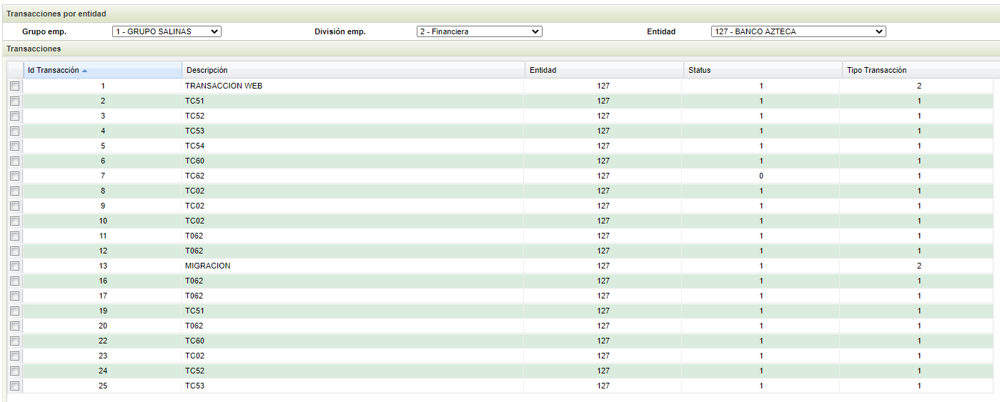 Transacciones por entidad
Grupo emp. 1 - GRUPO SALINAS División emp. 2 - Financiera Entidad 127 - BANCO AZTECA
Transacciones
Id Transacción Descripción Entidad Status Tipo Transacción
1 TRANSACCION WEB 127 1 2
2 TC51 127 1 1
3 TC52 127 1 1
4 TC53 127 1 1
5 TC54 127 1 1
6 TC60 127 1 1
7 TC62 127 0 1
8 TC02 127 1 1
9 TC02 127 1 1
10 TC02 127 1 1
11 T062 127 1 1
12 T062 127 1 1
13 MIGRACION 127 1 2
16 T062 127 1 1
17 T062 127 1 1
19 TC51 127 1 1
20 T062 127 1 1
22 TC60 127 1 1
23 TC02 127 1 1
24 TC52 127 1 1
25 TC53 127 1 1